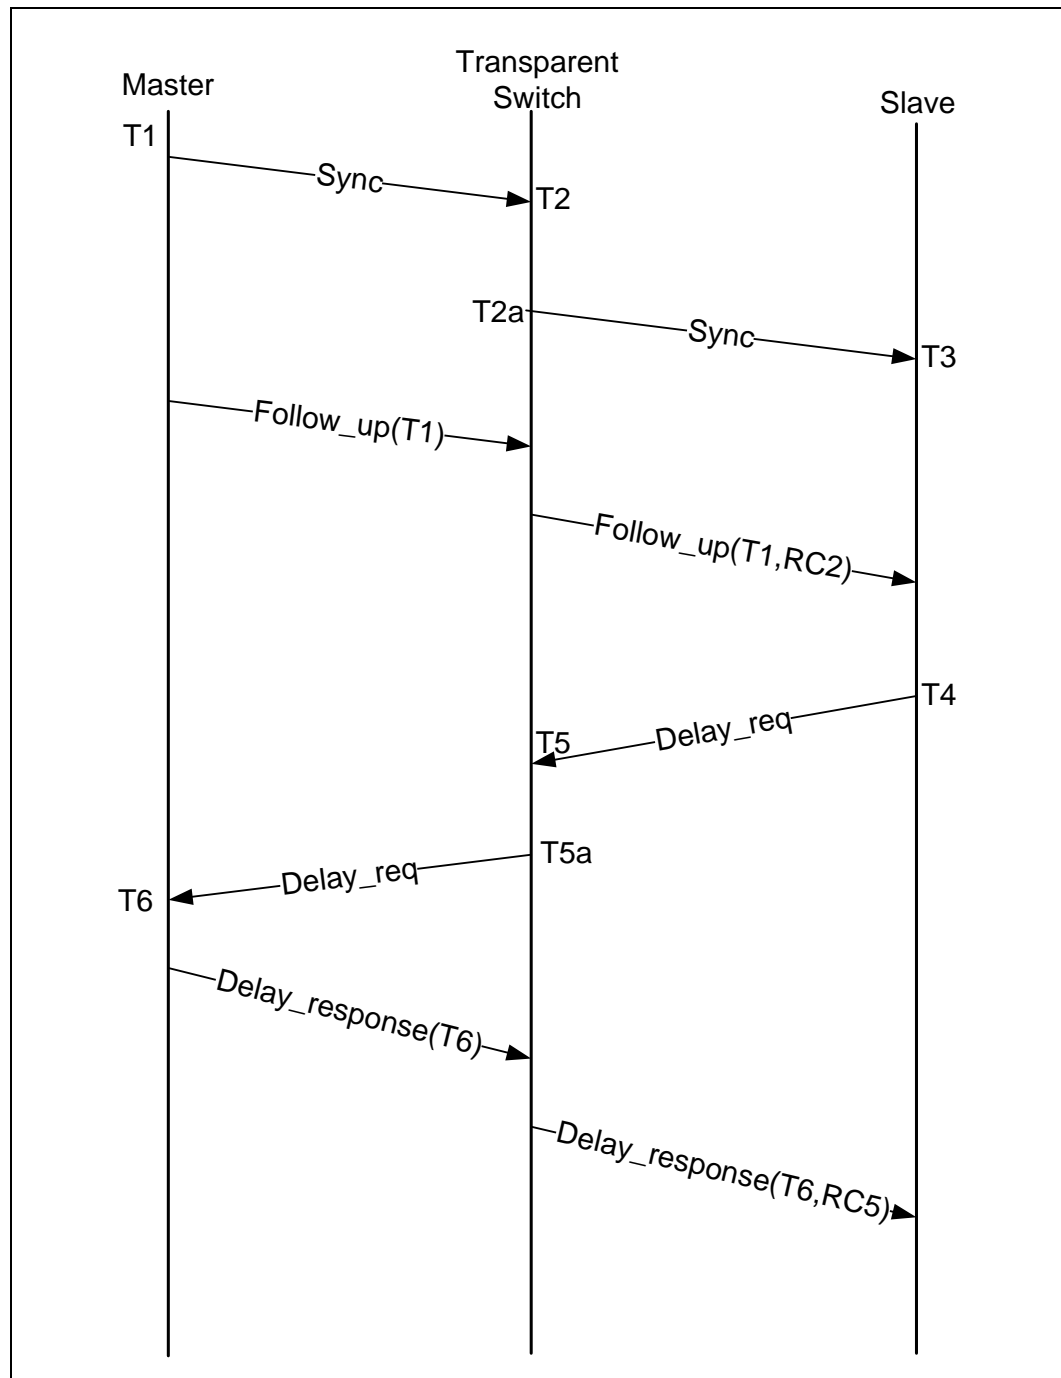 Master
Transparent
Switch
Slave
T1
Sync
T2
T2a
Sync
T3
Follow_up(T1)
Follow_up(T1,RC2)
T4
Delay_req
T5
T5a
Delay_req
T6
Delay_response(T6)
Delay_response(T6,RC5)